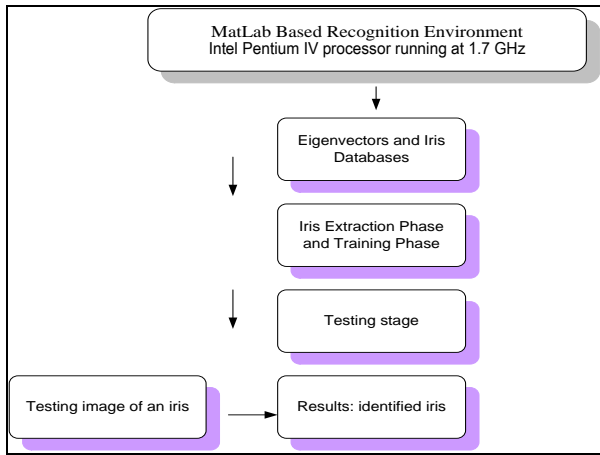 MatLab Based Recognition Environment
Intel Pentium IV processor running at 1.7 GHz
Eigenvectors and Iris
Databases
Iris Extraction Phase
and Training Phase
Testing stage
Testing image of an iris
Results: identified iris